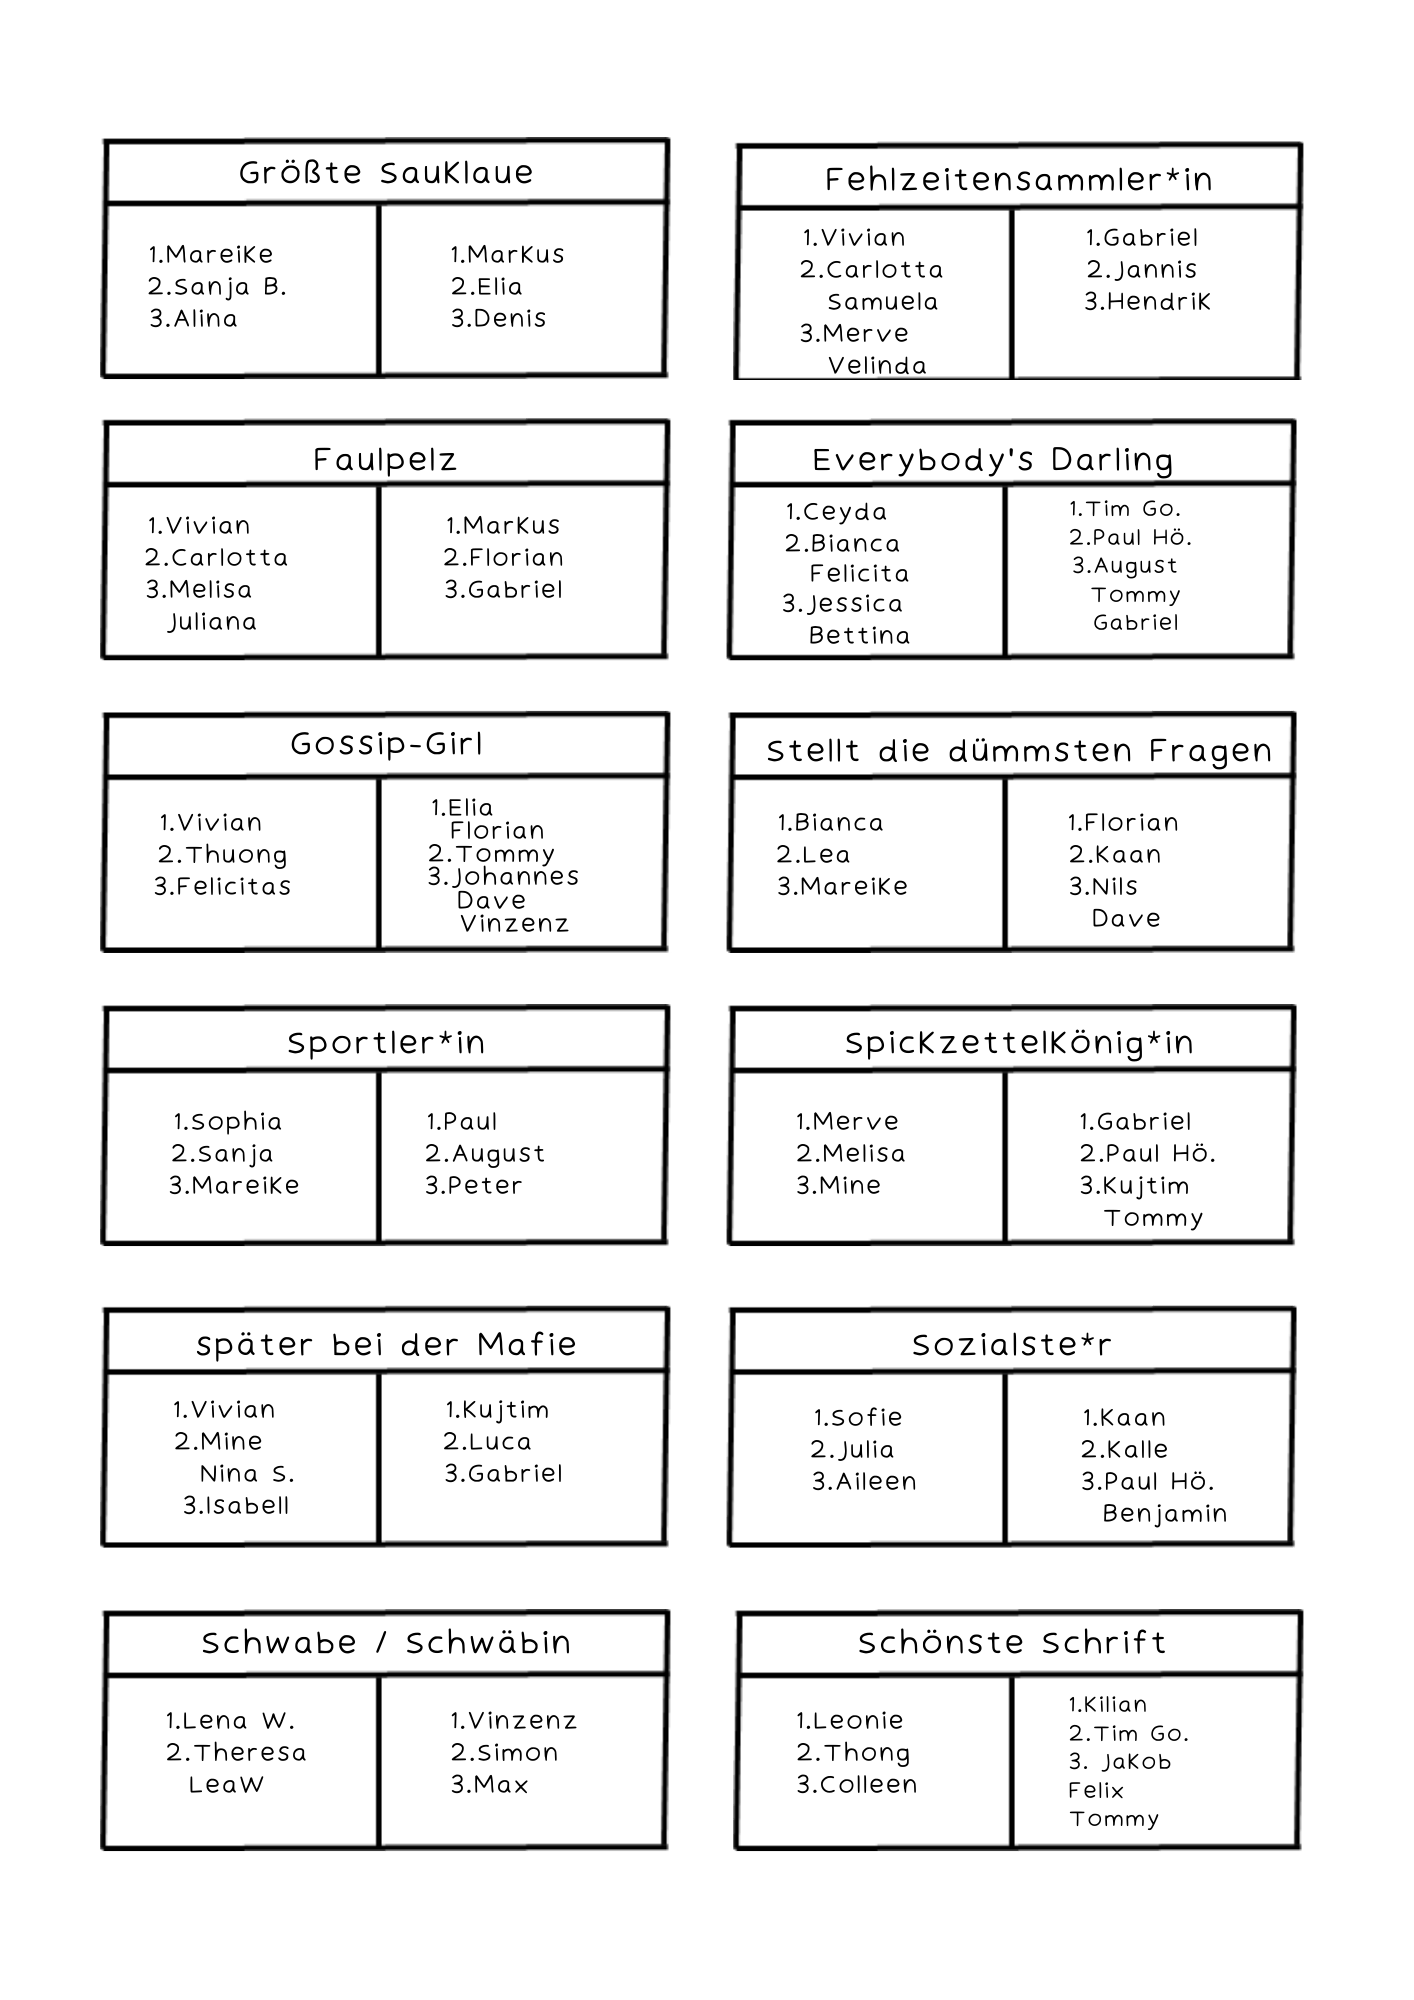 Größte Sauklaue
1.Mareike
2.Sanja B.
3.Alina
1.Markus
2.Elia
3.Denis
Fehlzeitensammler*in
1.Vivian
2.Carlotta
Samuela
3.Merve
Velinda
1.Gabriel
2.Jannis
3.Hendrik
Faulpelz
1.Vivian
2.Carlotta
3.Melisa
Juliana
1.Markus
2.Florian
3.Gabriel
Everybody's Darling
1.Ceyda
2.Bianca
Felicita
3.Jessica
Bettina
1.Tim Go.
2.Paul Hö.
3.August
Tommy
Gabriel
Gossip-Girl
1.Vivian
2.Thuong
3.Felicitas
1.Elia
Florian
2.Tommy
3.Johannes
Dave
Vinzenz
Stellt die dümmsten Fragen
1.Bianca
2.Lea
3.Mareike
1.Florian
2.Kaan
3.Nils
Dave
Sportler*in
1.Sophia
2.Sanja
3.Mareike
1.Paul
2.August
3.Peter
Spickzettelkönig*in
1.Merve
2.Melisa
3.Mine
1.Gabriel
2.Paul Hö.
3.Kujtim
Tommy
später bei der Mafie
1.Vivian
2.Mine
Nina S.
3.Isabell
1.Kujtim
2.Luca
3.Gabriel
Sozialste*r
1.Sofie
2.Julia
3.Aileen
1.Kaan
2.Kalle
3.Paul Hö.
Benjamin
Schwabe / Schwäbin
1.Lena W.
2.Theresa
LeaW
1.Vinzenz
2.Simon
3.Max
Schönste Schrift
1.Leonie
2.Thong
3.Colleen
1.Kilian
2.Tim Go.
3. Jakob
Felix
Tommy